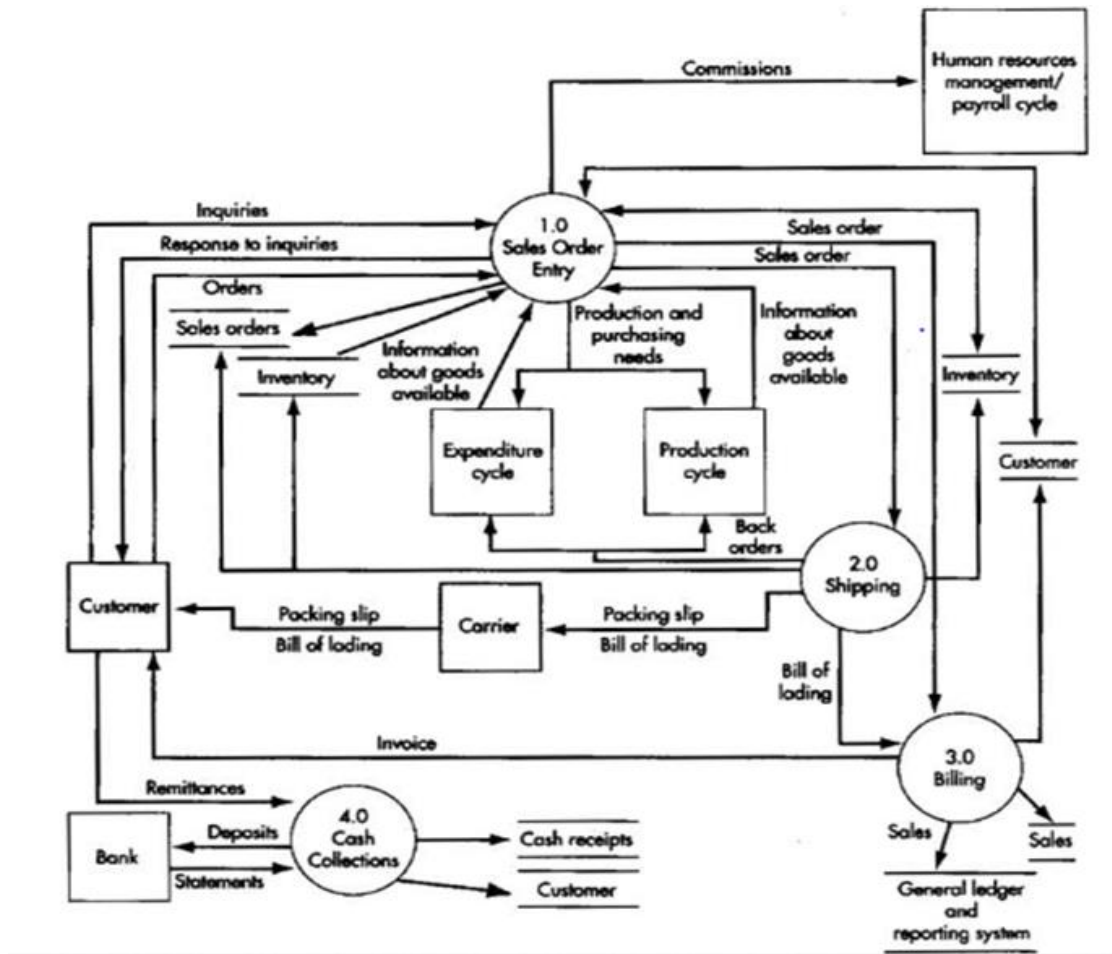 Commissions
Human resources
management/
payroll cycle
Inquiries
1.0
Sales Order
Entry
Sales order
Response to inquiries
Sales order
Orders
Sales orders
Production and
purchasing
needs
Information
about
goods
available
Information
about goods
available
Inventory
Inventory
Expenditure
cycle
Production
cycle
Customer
Back
orders
2.0
Shipping
Customer
Packing slip
Bill of lading
Carrier
Packing slip
Bill of lading
Bill of
lading
Invoice
3.0
Billing
Remittances
4.0
Cash
Collections
Deposits
Bank
Statements
Cash receipts
Customer
Sales
Sales
General ledger
and
reporting system